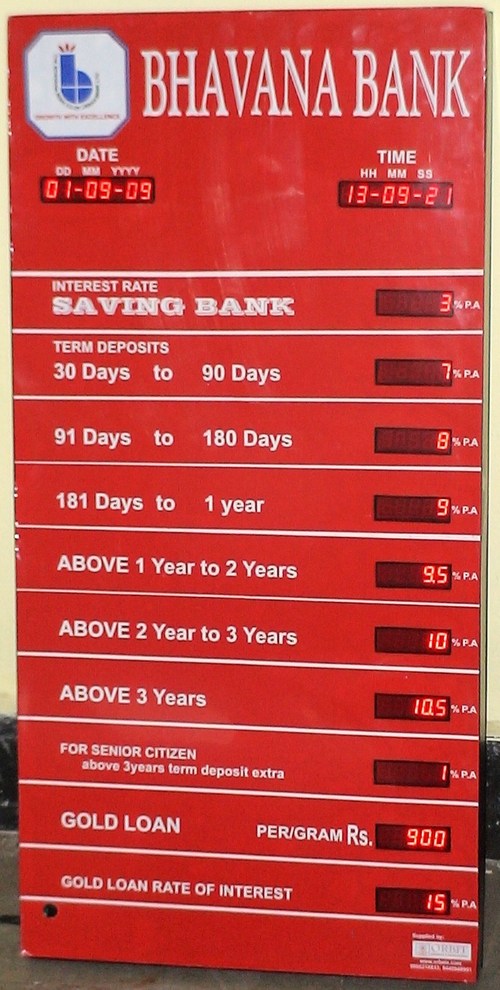 BHAVANA BANK
GROWTH WITH EXCELLENCE
DATE
DD MM YYYY
01-09-09
TIME
HH MM SS
13-09-21
INTEREST RATE
SAVING BANK 3 % P.A
TERM DEPOSITS
30 Days to 90 Days 7 % P.A
91 Days to 180 Days 8 % P.A
181 Days to 1 year 9 % P.A
ABOVE 1 Year to 2 Years 9.5 % P.A
ABOVE 2 Year to 3 Years 10 % P.A
ABOVE 3 Years 10.5 % P.A
FOR SENIOR CITIZEN
above 3years term deposit extra 1 % P.A
GOLD LOAN PER/GRAM Rs. 900
GOLD LOAN RATE OF INTEREST 15 % P.A
Supplied by:
ORBIT